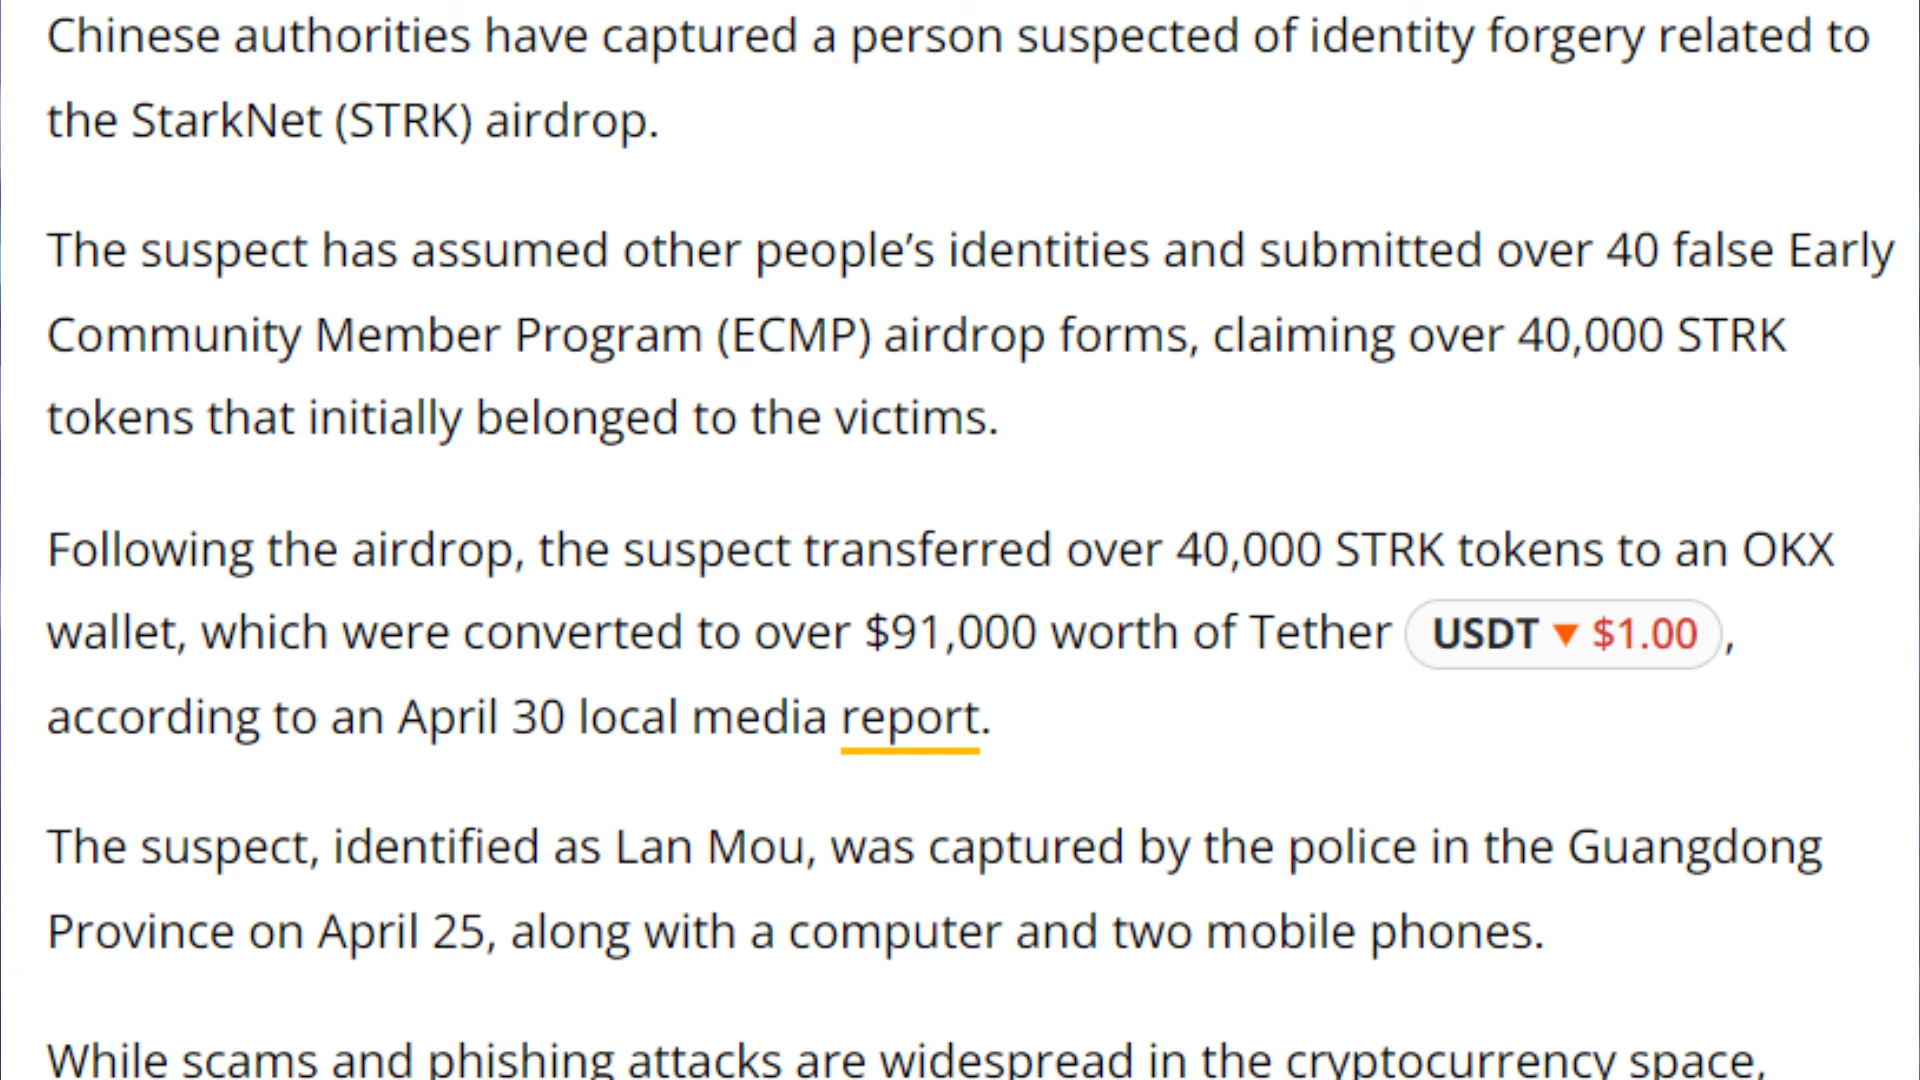 Chinese authorities have captured a person suspected of identity forgery related to
the StarkNet (STRK) airdrop.
The suspect has assumed other people’s identities and submitted over 40 false Early
Community Member Program (ECMP) airdrop forms, claiming over 40,000 STRK
tokens that initially belonged to the victims.
Following the airdrop, the suspect transferred over 40,000 STRK tokens to an OKX
wallet, which were converted to over $91,000 worth of Tether USDT ▼ $1.00 ,
according to an April 30 local media report.
The suspect, identified as Lan Mou, was captured by the police in the Guangdong
Province on April 25, along with a computer and two mobile phones.
While scams and phishing attacks are widespread in the cryptocurrency space,